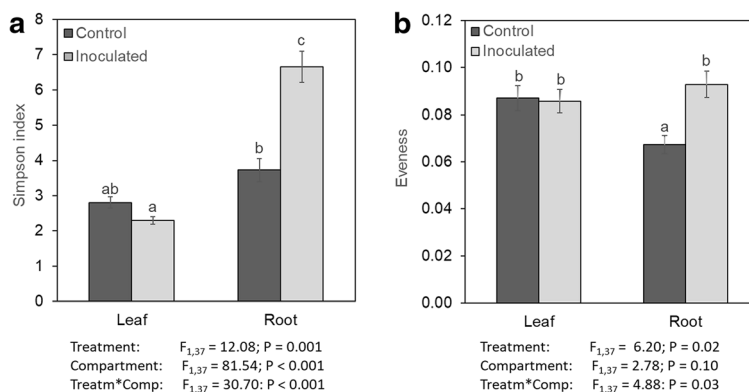 a
Simpson index
8
7
6
5
4
3
2
1
0
Control
Inoculated
ab
a
b
c
Leaf Root
Treatment: F1,37 = 12.08; P = 0.001
Compartment: F1,37 = 81.54; P < 0.001
Treatm*Comp: F1,37 = 30.70: P < 0.001
b
Eveness
0.12
0.10
0.08
0.06
0.04
0.02
0.00
Control
Inoculated
b
b
a
b
Leaf Root
Treatment: F1,37 = 6.20; P = 0.02
Compartment: F1,37 = 2.78; P = 0.10
Treatm*Comp: F1,37 = 4.88: P = 0.03